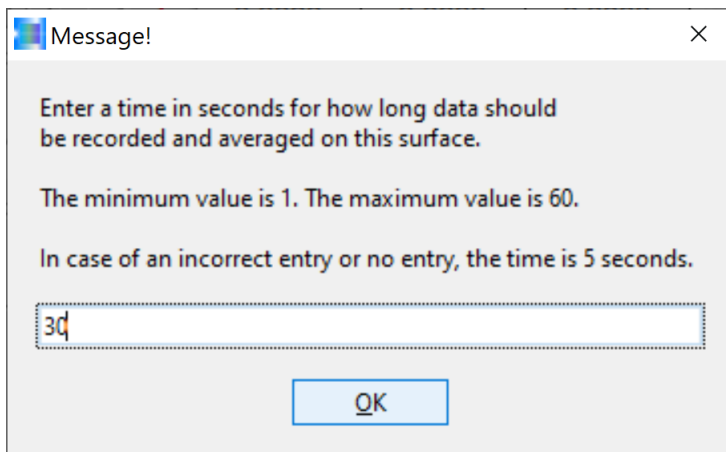 Message!
Enter a time in seconds for how long data should
be recorded and averaged on this surface.
The minimum value is 1. The maximum value is 60.
In case of an incorrect entry or no entry, the time is 5 seconds.
30
OK